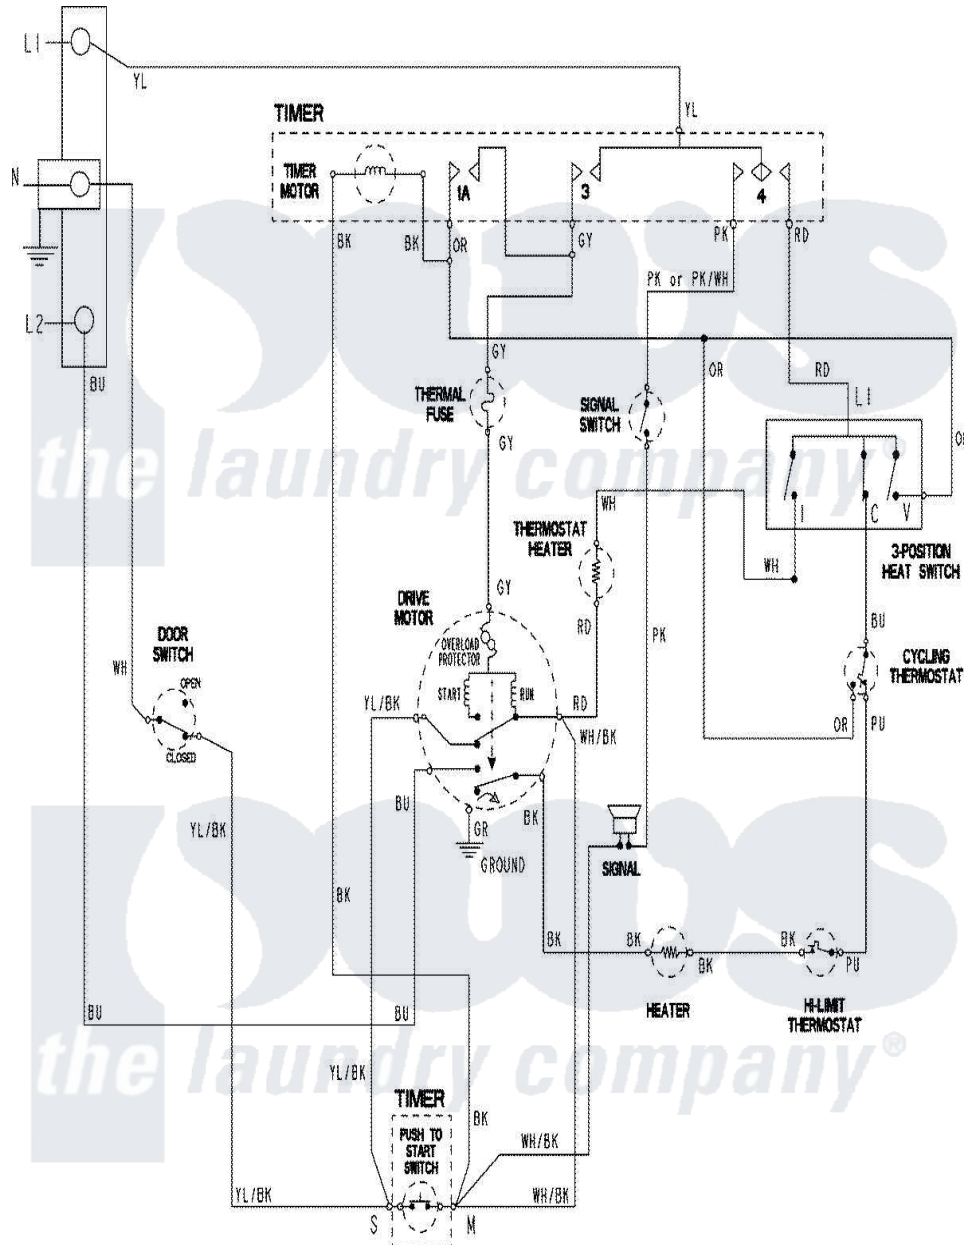 L1
YL
YL
TIMER
TIMER
MOTOR
1A
3
4
N
BK
BK
OR
GY
PK
RD
PK or PK/WH
L2
BU
GY
OR
RD
L1
THERMAL
FUSE
SIGNAL
SWITCH
GY
the laundry company®
WH
I
C
V
THERMOSTAT
HEATER
WH
3-POSITION
HEAT SWITCH
GY
DRIVE
MOTOR
RD
PK
BU
DOOR
SWITCH
OVERLOAD
PROTECTOR
CYCLING
THERMOSTAT
WH
OPEN
YL/BK
START
RUN
RD
WH/BK
OR
PU
CLOSED
BU
BK
YL/BK
GR
GROUND
SIGNAL
BK
BK
BK
BK
BK
PU
HEATER
HI-LIMIT
THERMOSTAT
BU
BU
YL/BK
the laundry company®
TIMER
BK
PUSH TO
START
SWITCH
WH/BK
YL/BK
WH/BK
S
M